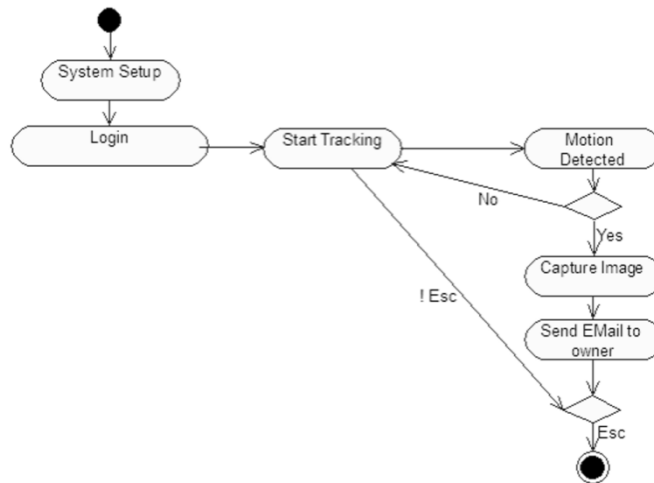 System Setup
Login
Start Tracking
Motion
Detected
No
Yes
Capture Image
! Esc
Send EMail to
owner
Esc